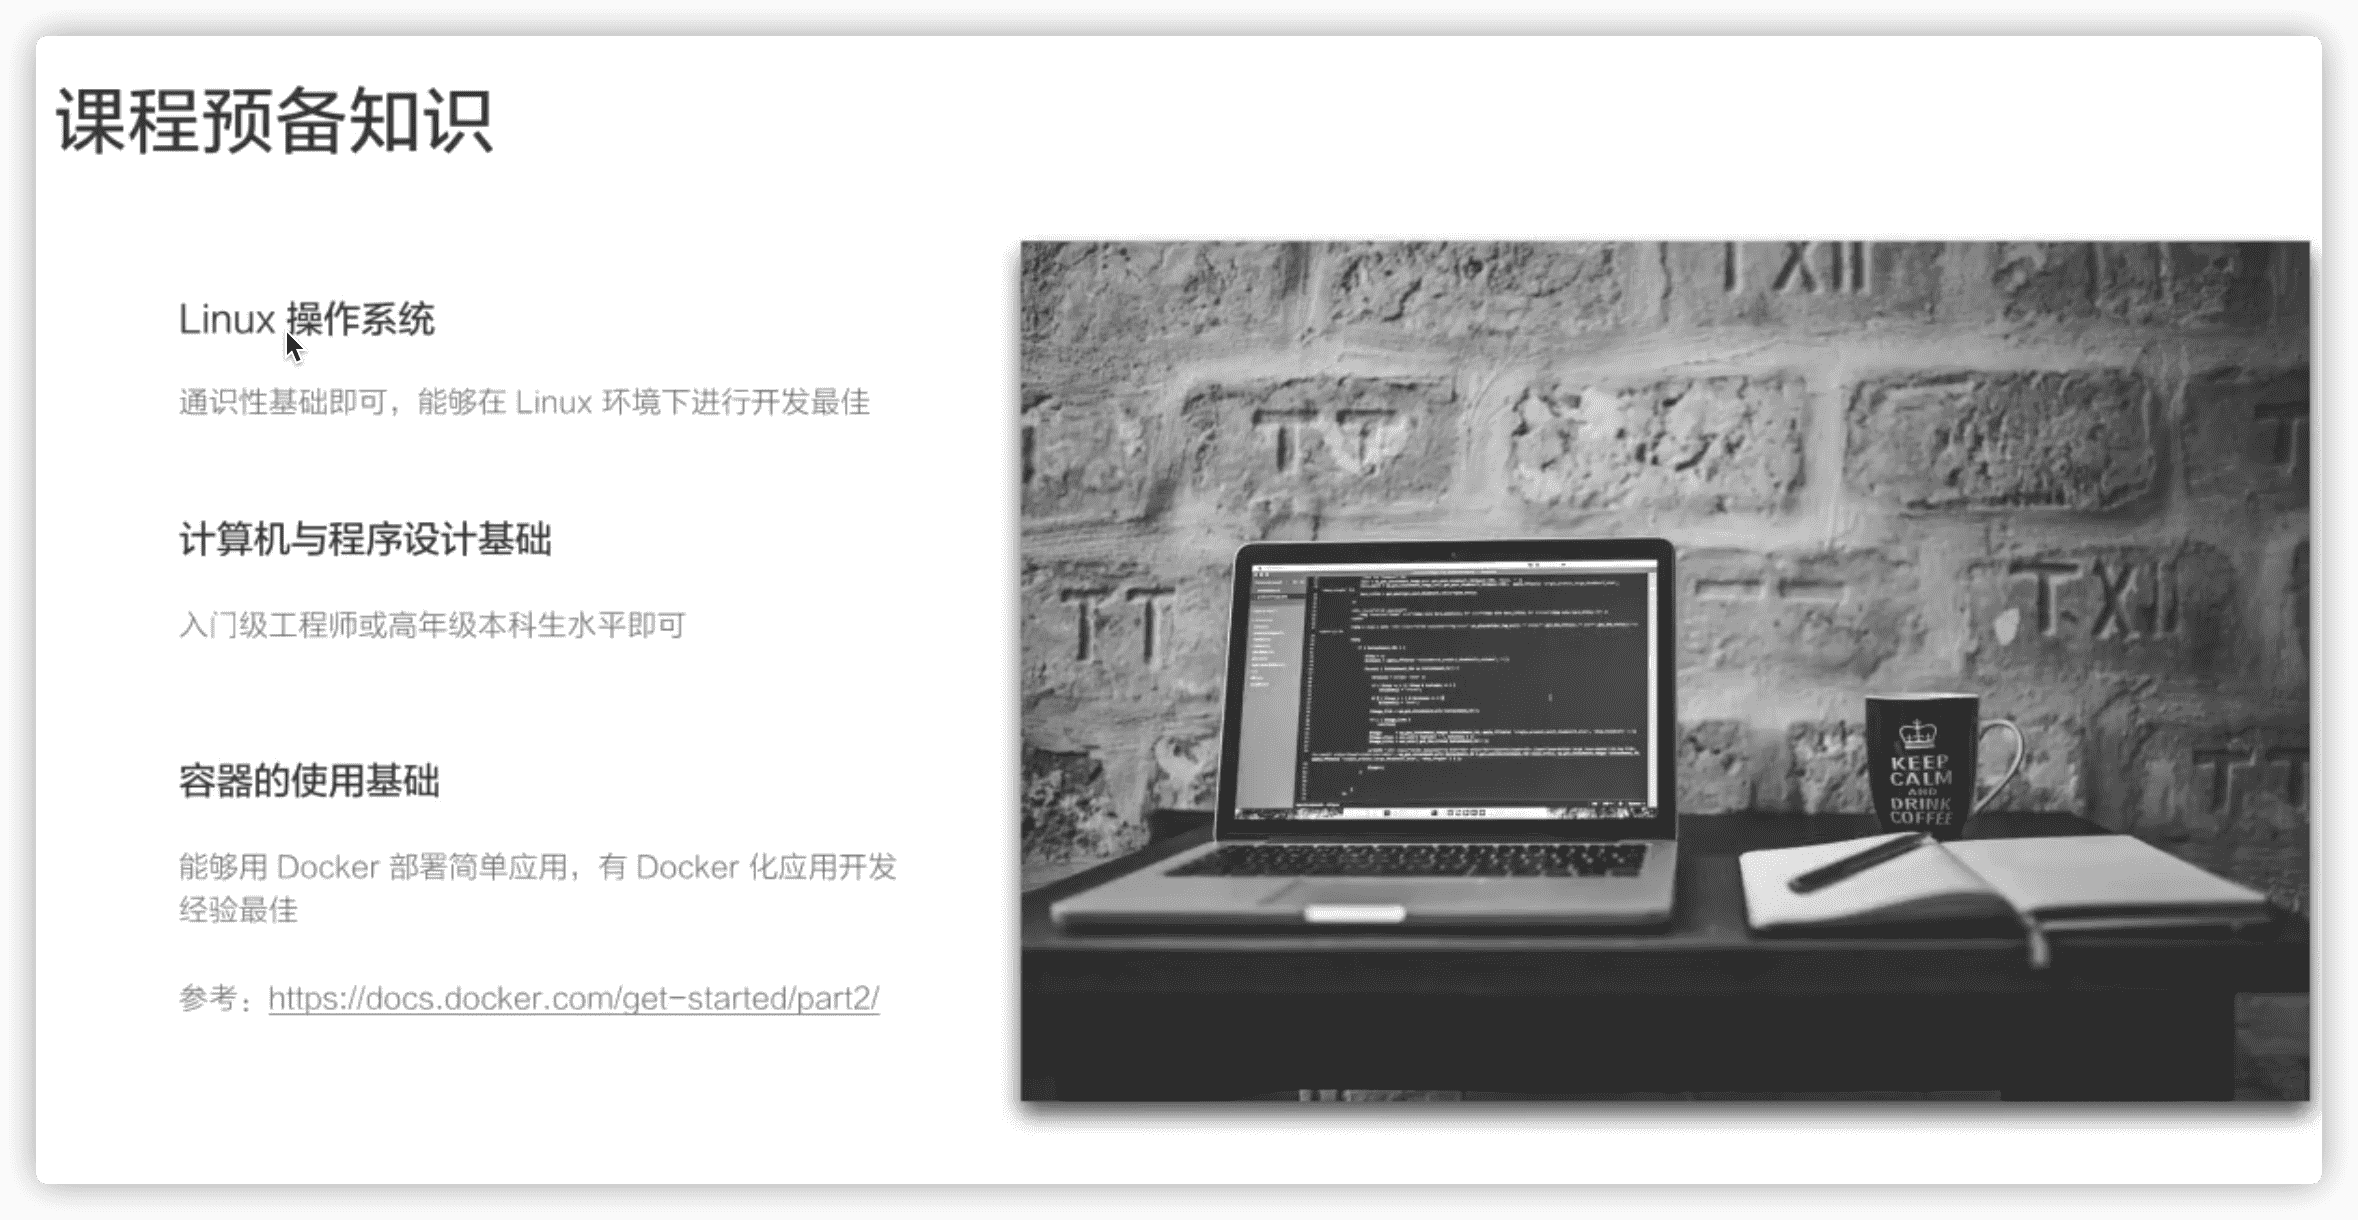 课程预备知识
Linux 操作系统
通识性基础即可，能够在 Linux 环境下进行开发最佳
计算机与程序设计基础
入门级工程师或高年级本科生水平即可
容器的使用基础
能够用 Docker 部署简单应用，有 Docker 化应用开发
经验最佳
参考：https://docs.docker.com/get-started/part2/
TXII
TT
TXI
TT
KEEP
CALM
AND
DRINK
COFFEE